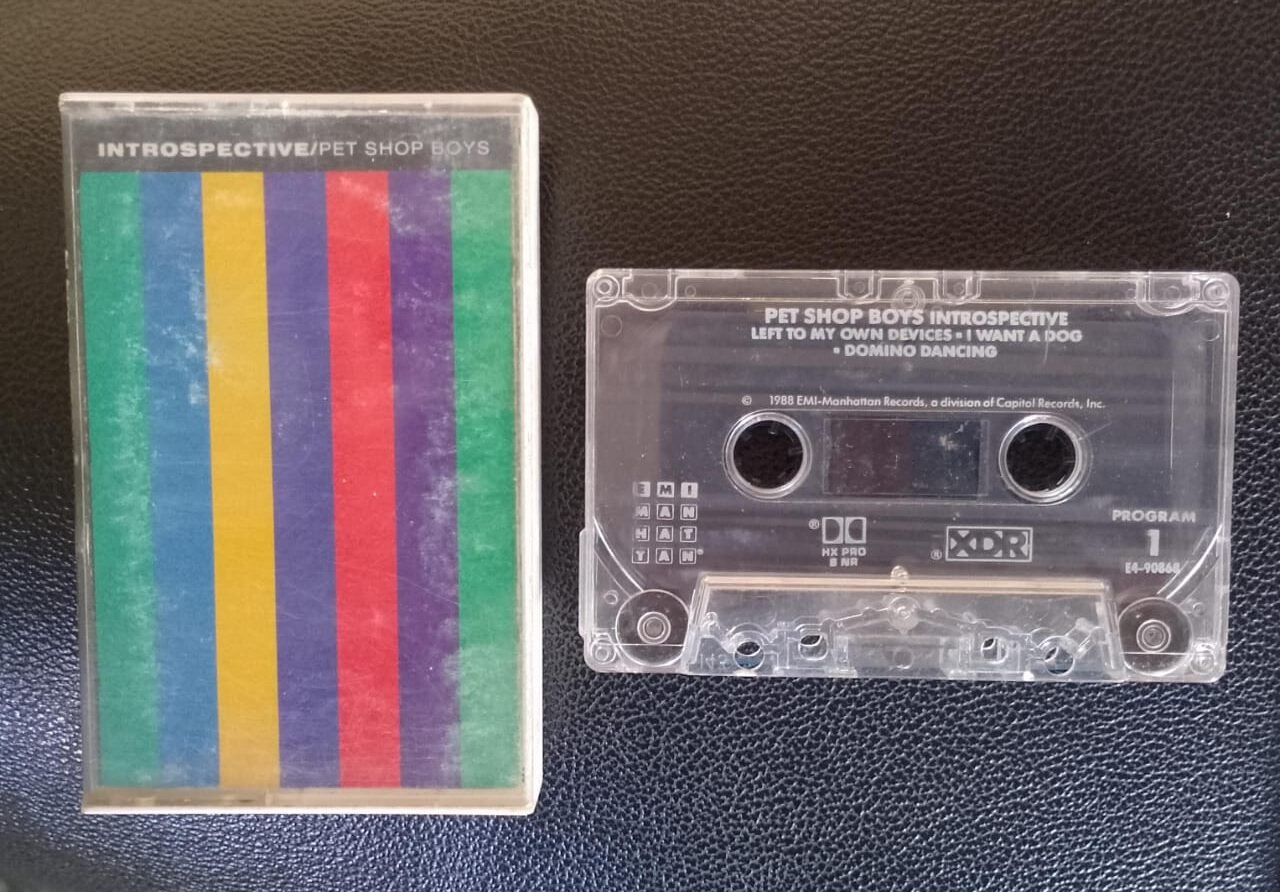 INTROSPECTIVE/PET SHOP BOYS
PET SHOP BOYS INTROSPECTIVE
LEFT TO MY OWN DEVICES • I WANT A DOG
• DOMINO DANCING
© 1988 EMI-Manhattan Records, a division of Capitol Records, Inc.
EMI
MAN
HAT
TAN®
®
HX PRO
B NR
® XDR
PROGRAM
1
E4-90868